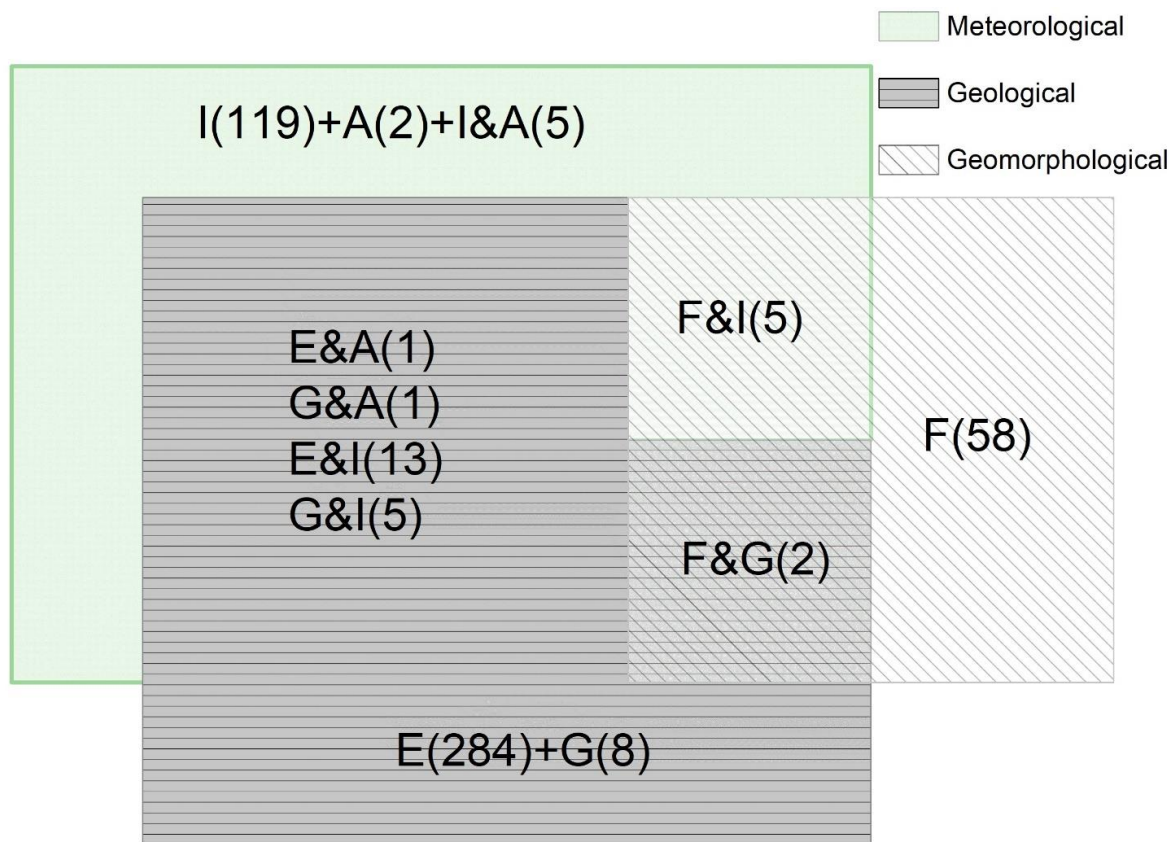 Meteorological
Geological
Geomorphological
I(119)+A(2)+I&A(5)
F&I(5)
E&A(1)
G&A(1)
E&I(13)
G&I(5)
F(58)
F&G(2)
E(284)+G(8)